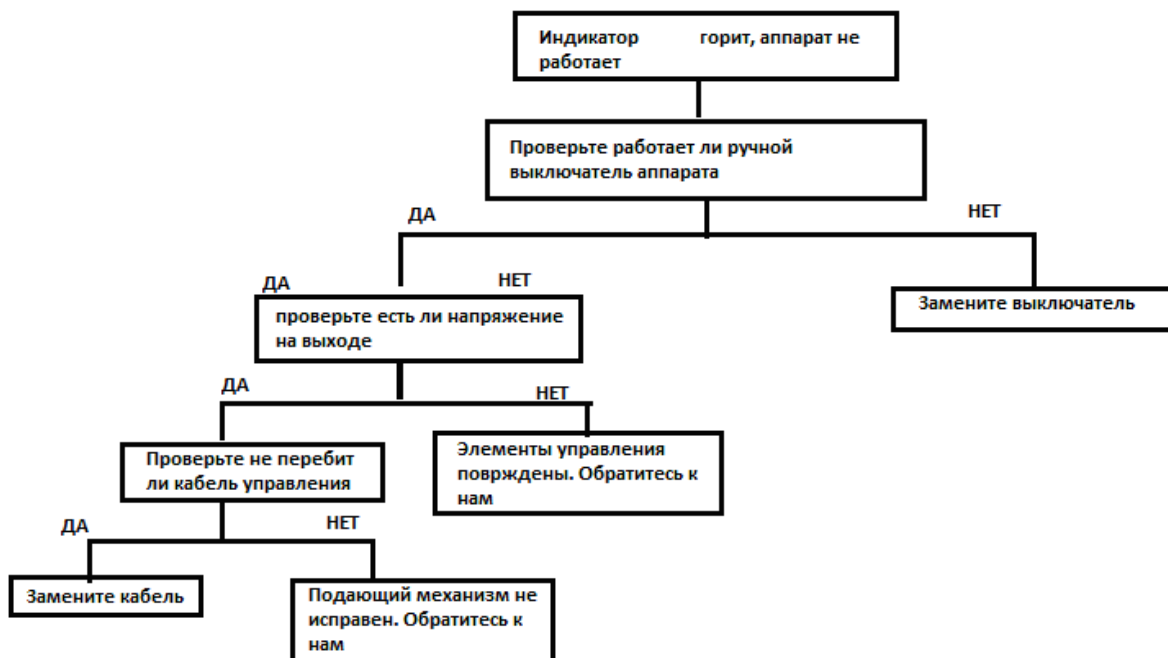 Индикатор горит, аппарат не
работает
Проверьте работает ли ручной
выключатель аппарата
ДА
НЕТ
ДА
НЕТ
проверьте есть ли напряжение
на выходе
Замените выключатель
ДА
НЕТ
Проверьте не перебит
ли кабель управления
Элементы управления
поврждены. Обратитесь к
нам
ДА
НЕТ
Замените кабель
Подающий механизм не
исправен. Обратитесь к
нам